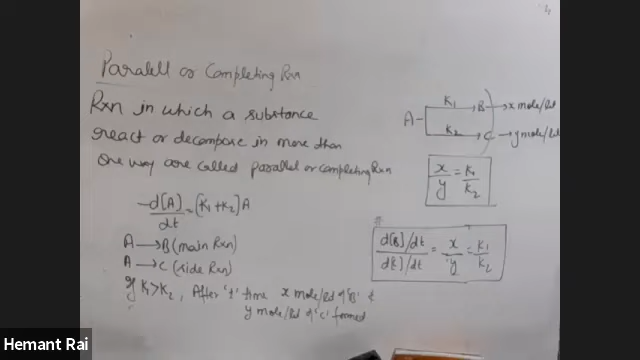 Paralell or Completing Rxn
Rxn in which a substance
react or decompose in more than
one way are called parallel or completing Rxn
-d[A]/dt = (K1+K2)A
A → B (main Rxn)
A → C (side Rxn)
If K1>K2, After 't' time x mole/lit of 'B' &
y mole/lit of 'C' formed
A
K1 → B → x mole/lit
K2 → C → y mole/lit
x/y = K1/K2
d[B]/dt / d[C]/dt = x/y = K1/K2
Hemant Rai